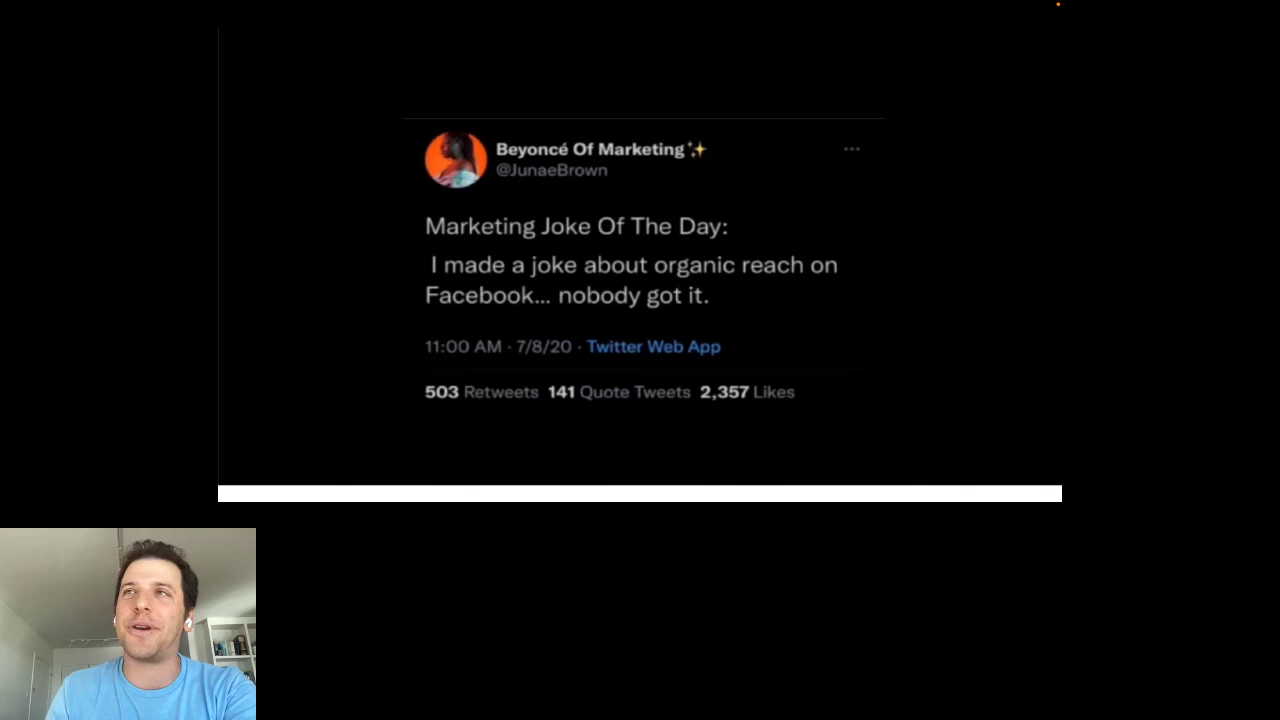 Beyoncé Of Marketing✨
@JunaeBrown
Marketing Joke Of The Day:
I made a joke about organic reach on
Facebook... nobody got it.
11:00 AM · 7/8/20 · Twitter Web App
503 Retweets 141 Quote Tweets 2,357 Likes